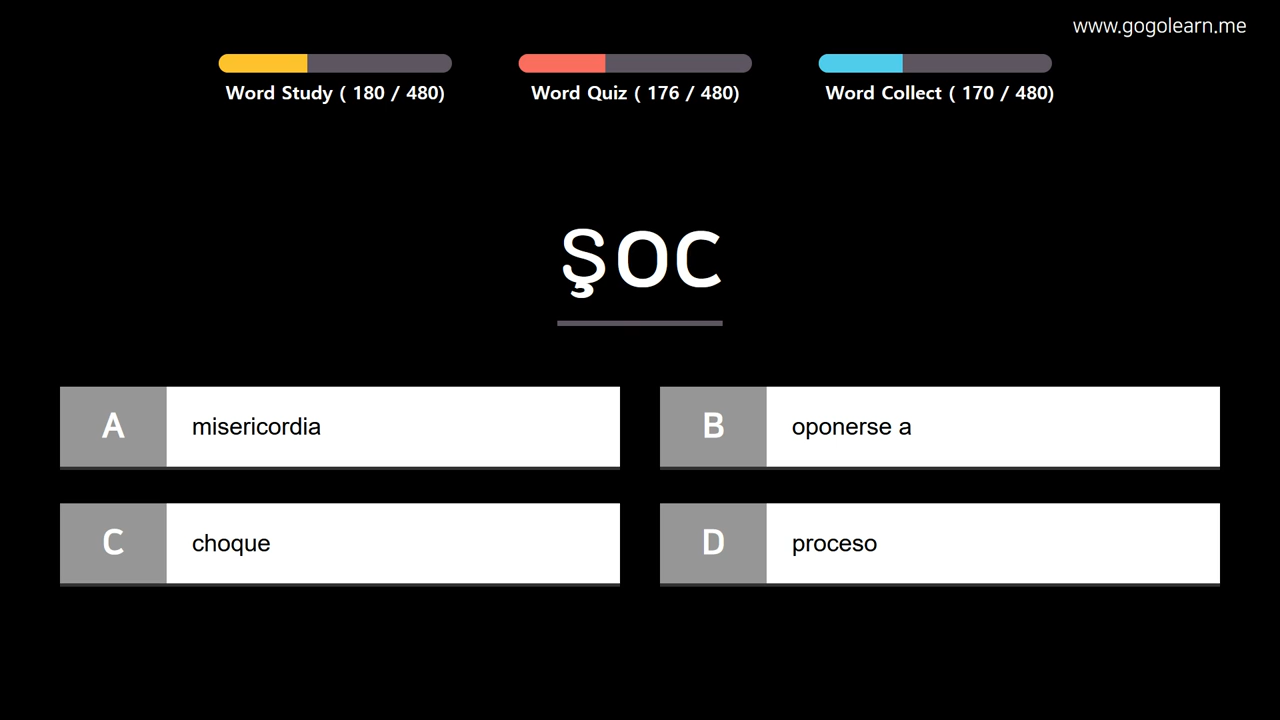 www.gogolearn.me
Word Study ( 180 / 480)
Word Quiz ( 176 / 480)
Word Collect ( 170 / 480)
șoc
A misericordia
B oponerse a
C choque
D proceso